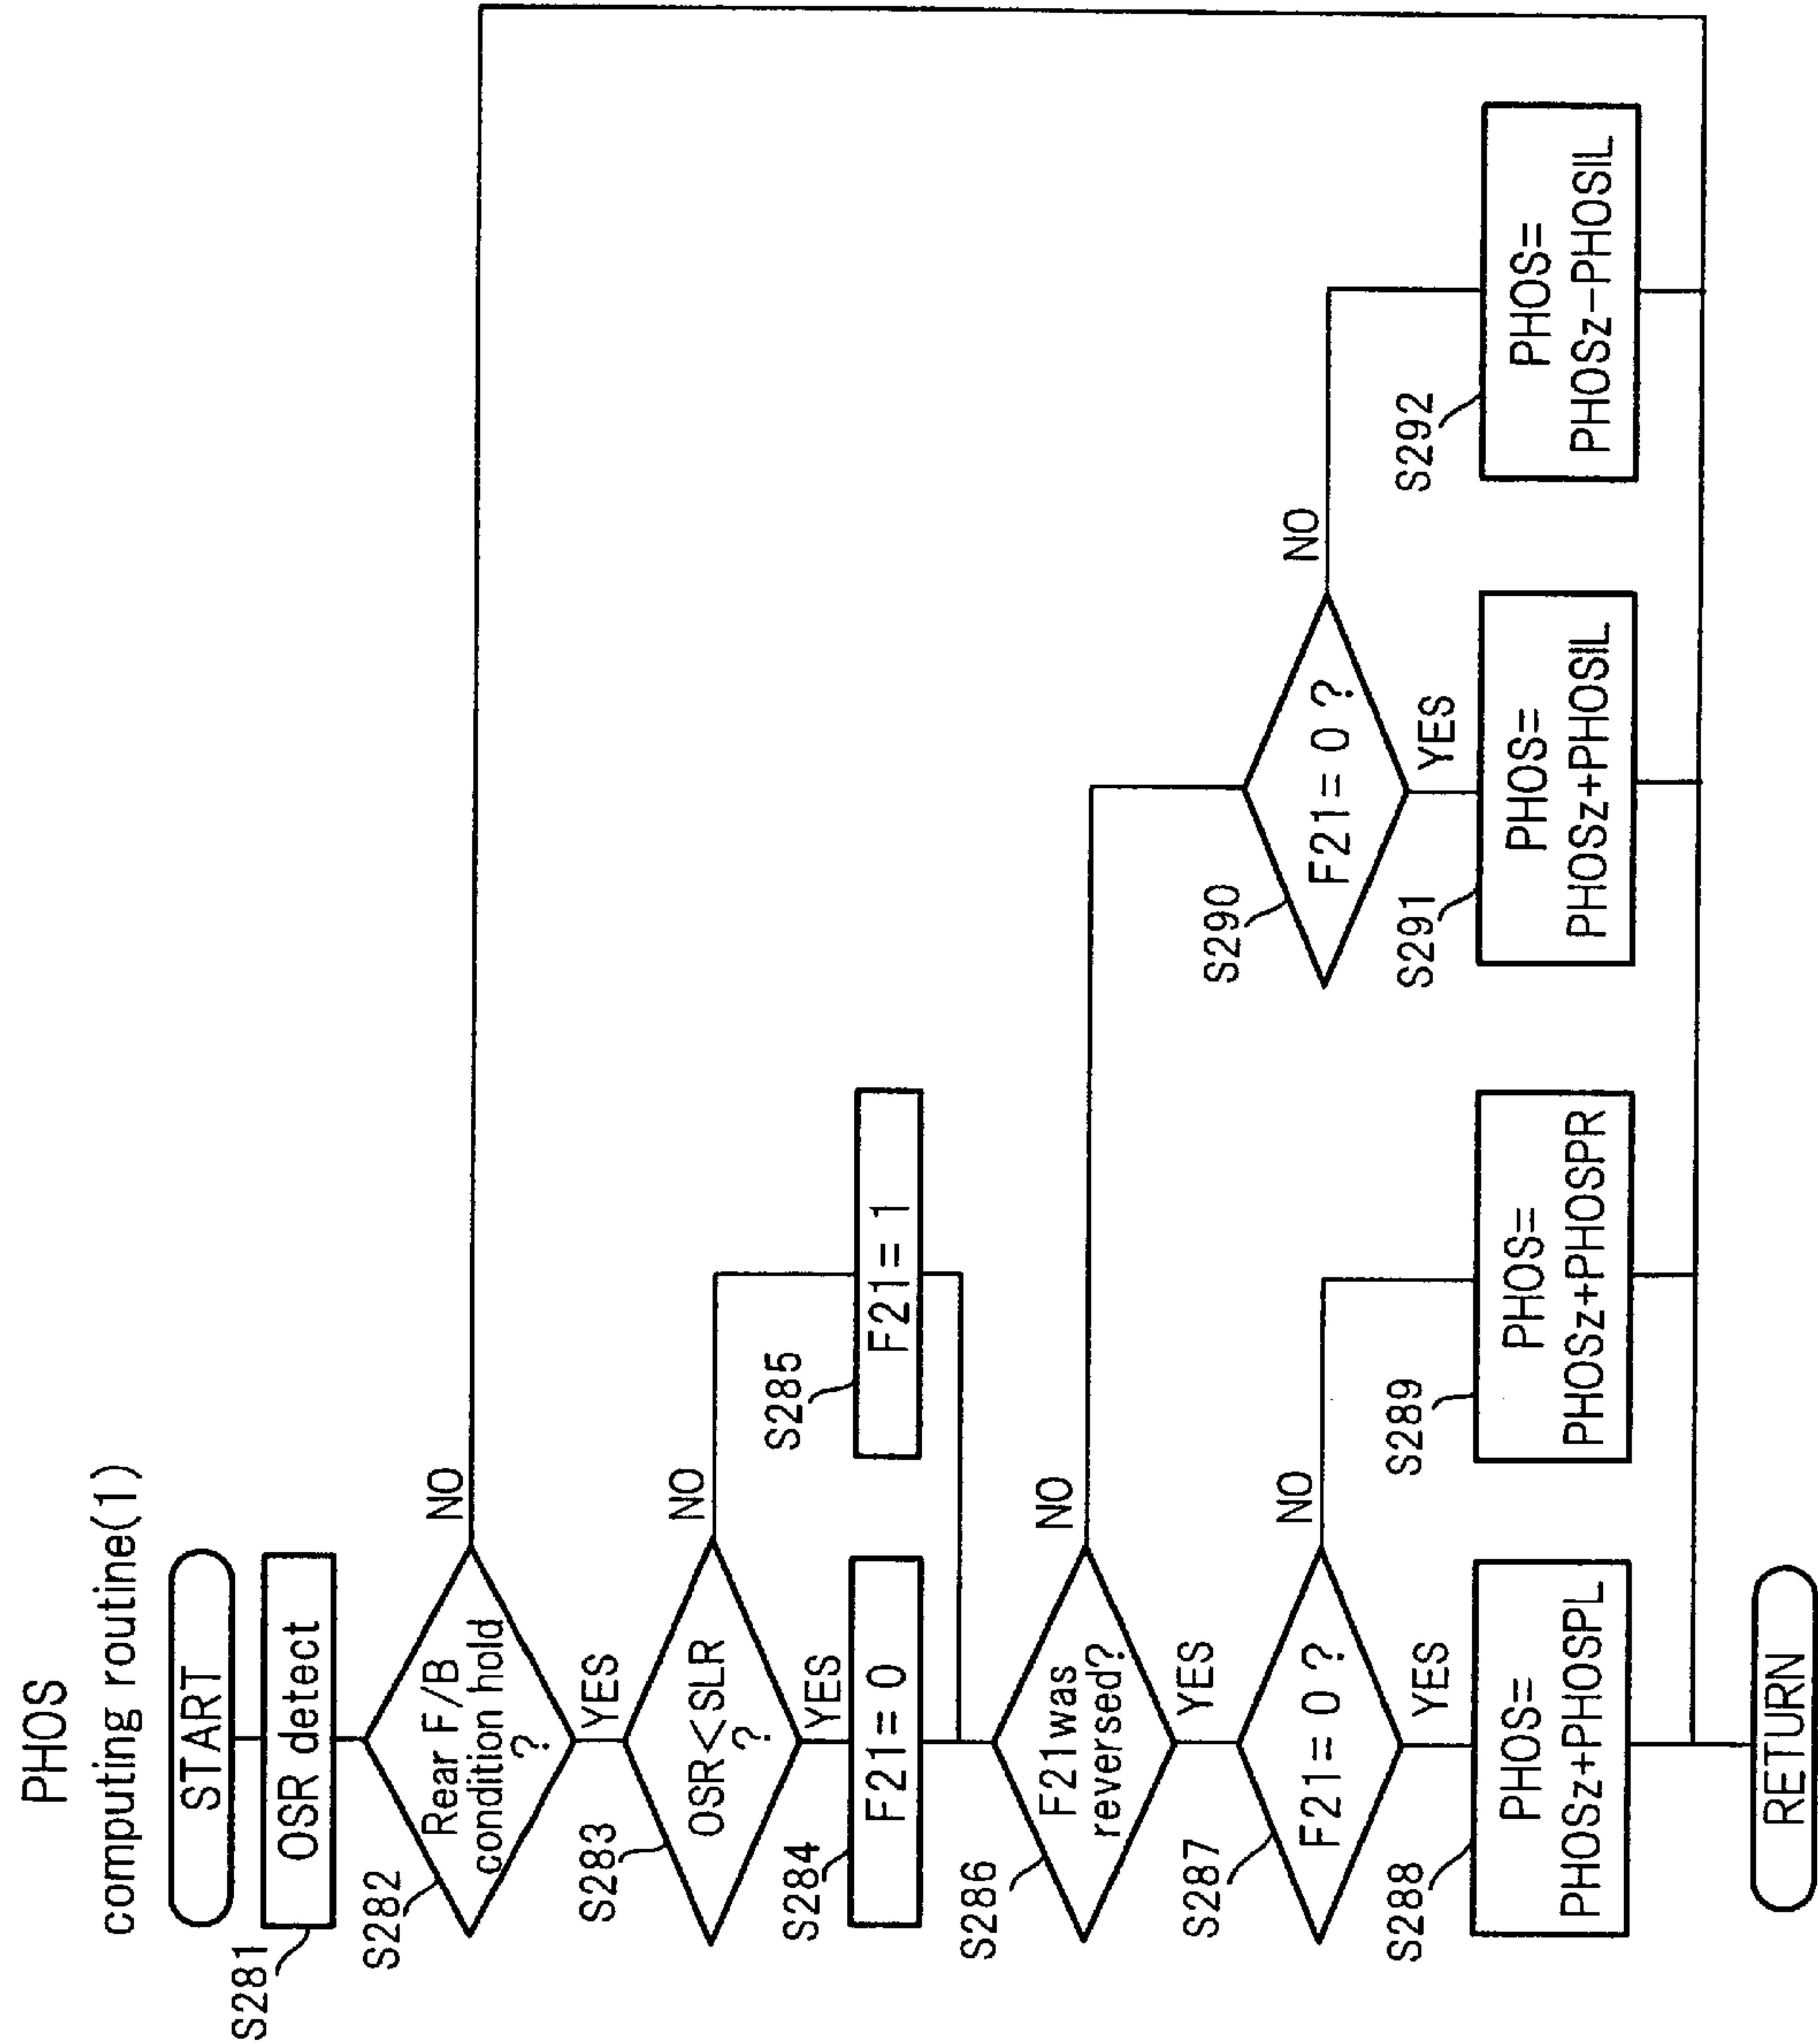 PHOS
computing routine(1)
START
S281
OSR detect
S282
Rear F/B
condition hold
?
NO
YES
S283
OSR<SLR
?
NO
YES
S284
F21=0
S285
F21=1
S286
F21was
reversed?
NO
YES
S287
F21=0?
NO
YES
S288
PHOS=
PHOSz+PHOSPL
S289
PHOS=
PHOSz+PHOSPR
S290
F21=0?
NO
YES
S291
PHOS=
PHOSz+PHOSIL
S292
PHOS=
PHOSz-PHOSIL
RETURN